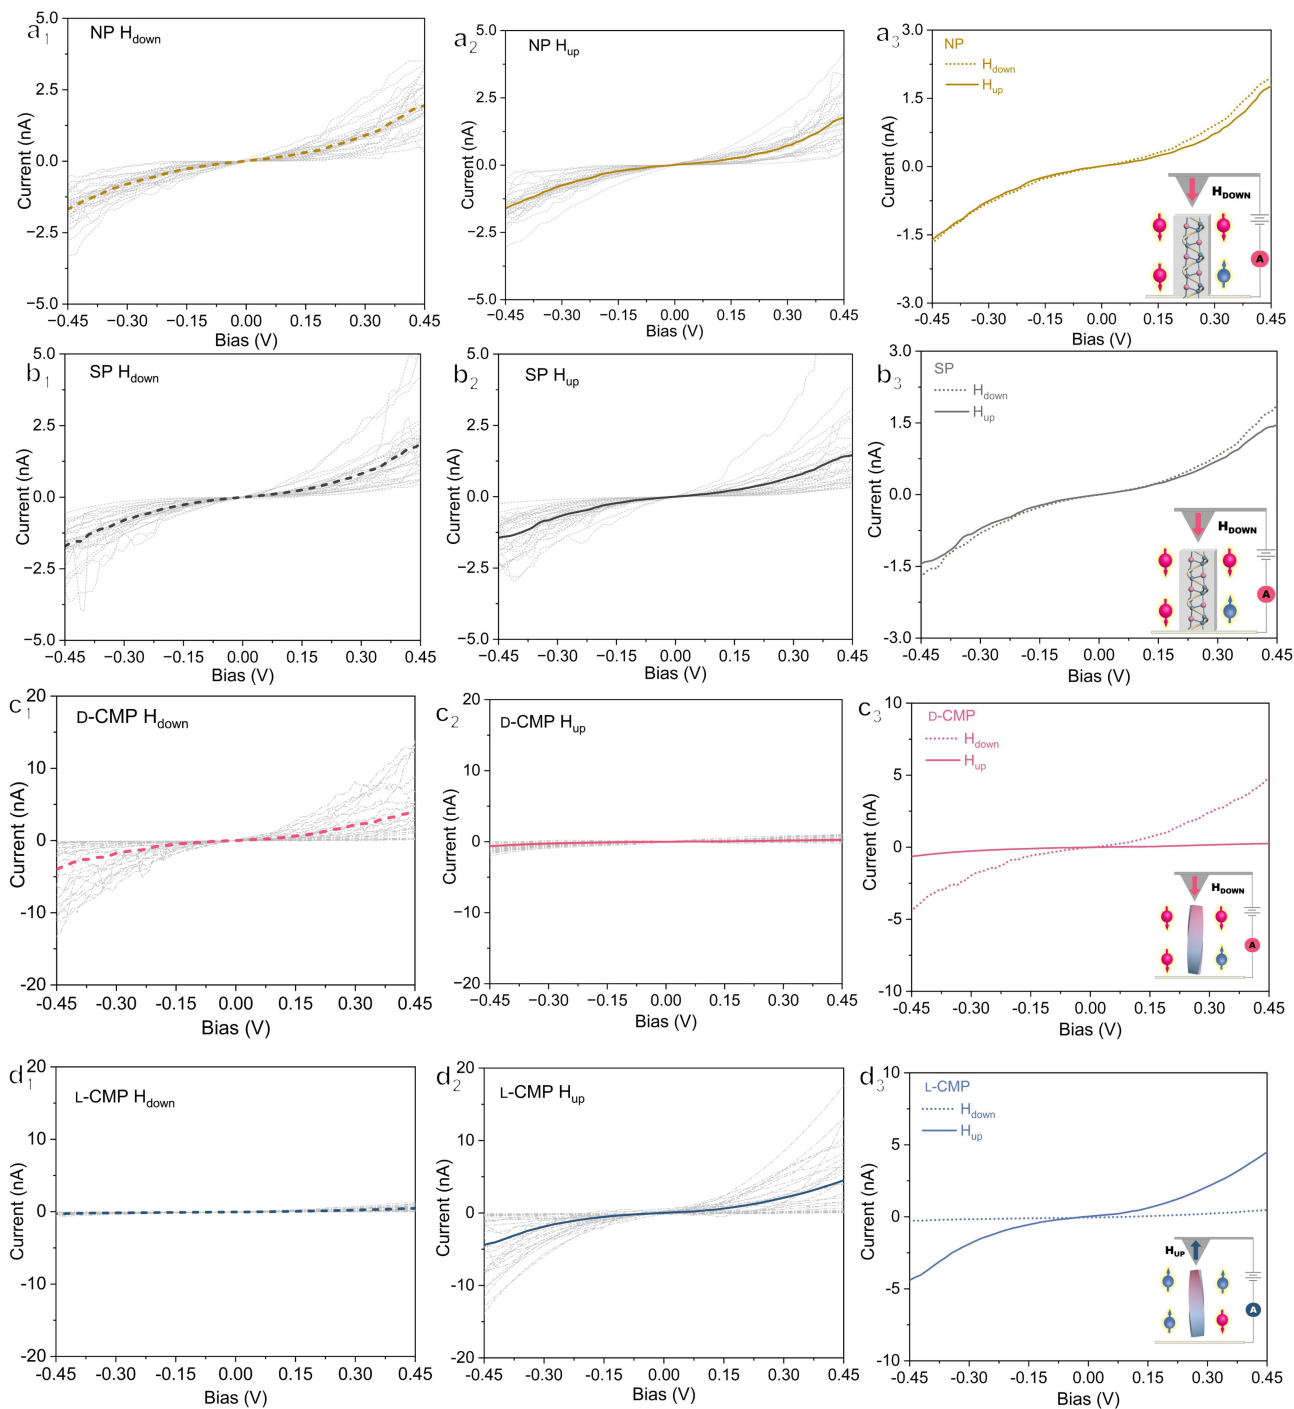 a1
NP Hdown
Current (nA)
5.0
2.5
0.0
−2.5
−5.0
−0.45 −0.30 −0.15 0.00 0.15 0.30 0.45
Bias (V)
a2
NP Hup
Current (nA)
5.0
2.5
0.0
−2.5
−5.0
−0.45 −0.30 −0.15 0.00 0.15 0.30 0.45
Bias (V)
a3
NP
Hdown
Hup
Current (nA)
3.0
1.5
0.0
-1.5
-3.0
-0.45 -0.30 -0.15 0.00 0.15 0.30 0.45
Bias (V)
HDOWN
A
b1
SP Hdown
Current (nA)
5.0
2.5
0.0
−2.5
−5.0
−0.45 −0.30 −0.15 0.00 0.15 0.30 0.45
Bias (V)
b2
SP Hup
Current (nA)
5.0
2.5
0.0
−2.5
−5.0
−0.45 −0.30 −0.15 0.00 0.15 0.30 0.45
Bias (V)
b3
SP
Hdown
Hup
Current (nA)
3.0
1.5
0.0
-1.5
-3.0
-0.45 -0.30 -0.15 0.00 0.15 0.30 0.45
Bias (V)
HDOWN
A
c1
D-CMP Hdown
Current (nA)
20
10
0
-10
-20
-0.45 -0.30 -0.15 0.00 0.15 0.30 0.45
Bias (V)
c2
D-CMP Hup
Current (nA)
20
10
0
−10
−20
-0.45 -0.30 -0.15 0.00 0.15 0.30 0.45
Bias (V)
c3
D-CMP
Hdown
Hup
Current (nA)
10
5
0
-5
-10
-0.45 -0.30 -0.15 0.00 0.15 0.30 0.45
Bias (V)
HDOWN
A
d1
L-CMP Hdown
Current (nA)
20
10
0
-10
-20
-0.45 -0.30 -0.15 0.00 0.15 0.30 0.45
Bias (V)
d2
L-CMP Hup
Current (nA)
20
10
0
-10
-20
-0.45 -0.30 -0.15 0.00 0.15 0.30 0.45
Bias (V)
d3
L-CMP
Hdown
Hup
Current (nA)
10
5
0
-5
-10
-0.45 -0.30 -0.15 0.00 0.15 0.30 0.45
Bias (V)
HUP
A